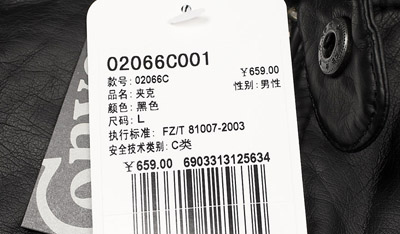 02066C001
款号: 02066C
￥659.00
品名: 夹克
性别: 男性
颜色: 黑色
尺码: L
执行标准: FZ/T 81007-2003
安全技术类别: C类
￥659.00 6903313125634
Conve